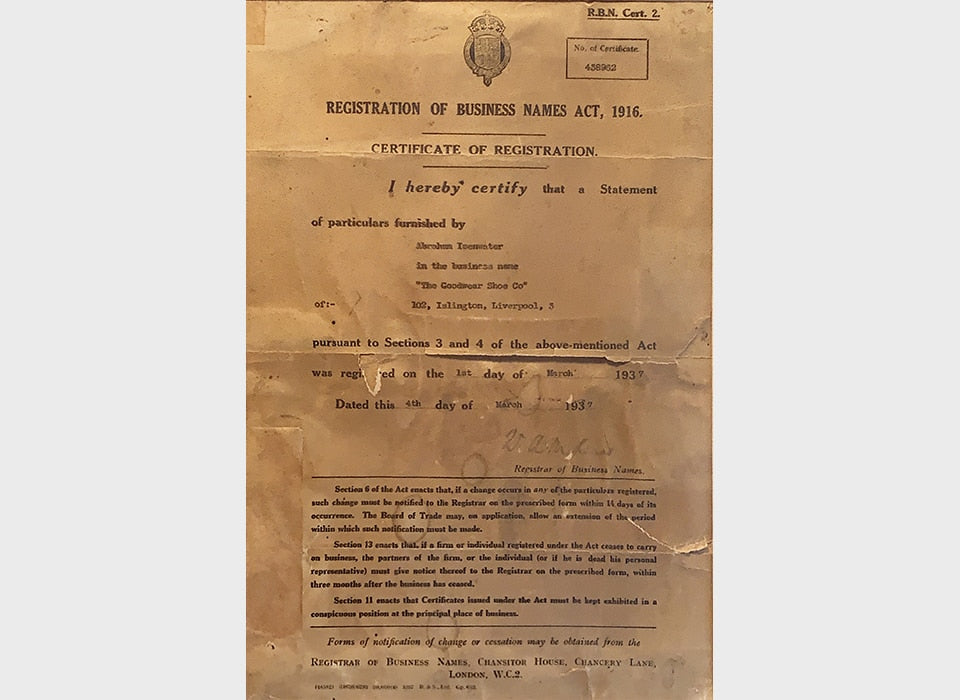 R.B.N. Cert. 2.
No. of Certificate
458962
REGISTRATION OF BUSINESS NAMES ACT, 1916.
CERTIFICATE OF REGISTRATION.
I hereby certify that a Statement
of particulars furnished by
Abraham Isenwater
in the business name
"The Goodwear Shoe Co"
of:- 102, Islington, Liverpool, 3
pursuant to Sections 3 and 4 of the above-mentioned Act
was registered on the 1st day of March 1937
Dated this 4th day of March 1937
Registrar of Business Names.
Section 6 of the Act enacts that, if a change occurs in any of the particulars registered,
such change must be notified to the Registrar on the prescribed form within 14 days of its
occurrence. The Board of Trade may, on application, allow an extension of the period
within which such notification must be made.
Section 13 enacts that, if a firm or individual registered under the Act ceases to carry
on business, the partners of the firm, or the individual (or if he is dead his personal
representative) must give notice thereof to the Registrar on the prescribed form, within
three months after the business has ceased.
Section 11 enacts that Certificates issued under the Act must be kept exhibited in a
conspicuous position at the principal place of business.
Forms of notification of change or cessation may be obtained from the
REGISTRAR OF BUSINESS NAMES, CHANSITOR HOUSE, CHANCERY LANE,
LONDON, W.C.2.